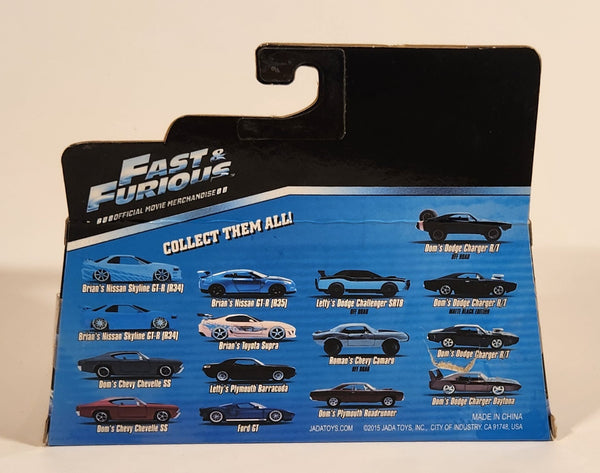 FAST &
FURIOUS
OFFICIAL MOVIE MERCHANDISE
COLLECT THEM ALL!
Dom's Dodge Charger R/T
OFF ROAD
Brian's Nissan Skyline GT-R (R34)
Brian's Nissan GT-R (R35)
Letty's Dodge Challenger SRT8
OFF ROAD
Dom's Dodge Charger R/T
MATTE BLACK EDITION
Brian's Nissan Skyline GT-R (R34)
Brian's Toyota Supra
Roman's Chevy Camaro
OFF ROAD
Dom's Dodge Charger R/T
Dom's Chevy Chevelle SS
Letty's Plymouth Barracuda
Dom's Plymouth Roadrunner
Dom's Dodge Charger Daytona
Dom's Chevy Chevelle SS
Ford GT
MADE IN CHINA
JADATOYS.COM ©2015 JADA TOYS, INC., CITY OF INDUSTRY, CA 91748, USA